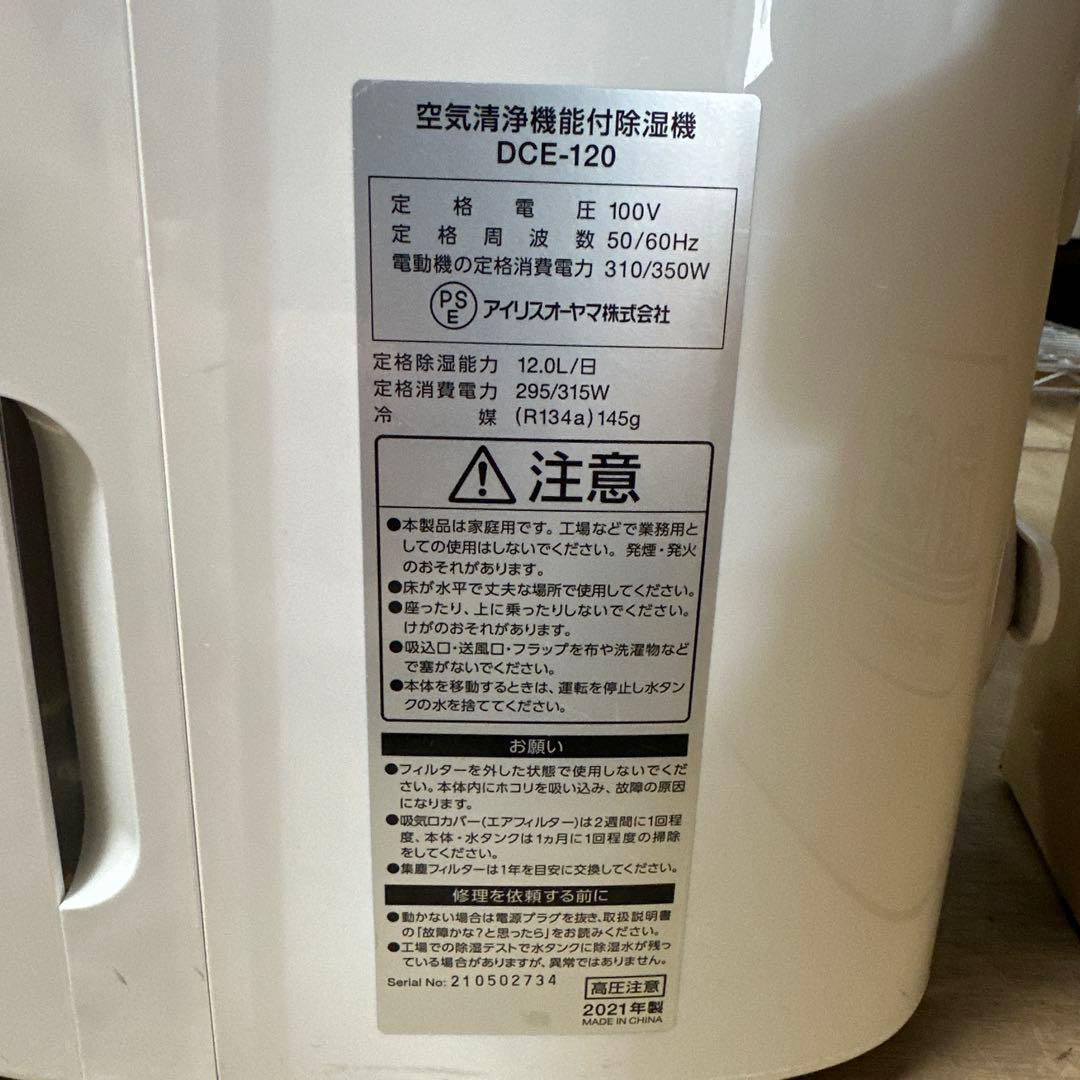 空気清浄機能付除湿機
DCE-120
定格電圧 100V
定格周波数 50/60Hz
電動機の定格消費電力 310/350W
PSE アイリスオーヤマ株式会社
定格除湿能力 12.0L/日
定格消費電力 295/315W
冷媒 (R134a)145g
注意
●本製品は家庭用です。工場などで業務用と
しての使用はしないでください。発煙・発火
のおそれがあります。
●床が水平で丈夫な場所で使用してください。
●座ったり、上に乗ったりしないでください。
けがのおそれがあります。
●吸込口・送風口・フラップを布や洗濯物など
で塞がないでください。
●本体を移動するときは、運転を停止し水タン
クの水を捨ててください。
お願い
●フィルターを外した状態で使用しないでくだ
さい。本体内にホコリを吸い込み、故障の原因
になります。
●吸気口カバー(エアフィルター)は2週間に1回程
度、本体・水タンクは1ヵ月に1回程度の掃除
をしてください。
●集塵フィルターは1年を目安に交換してください。
修理を依頼する前に
●動かない場合は電源プラグを抜き、取扱説明書
の「故障かな?と思ったら」をお読みください。
●工場での除湿テストで水タンクに除湿水が残っ
ている場合がありますが、異常ではありません。
Serial No: 210502734
高圧注意
2021年製
MADE IN CHINA